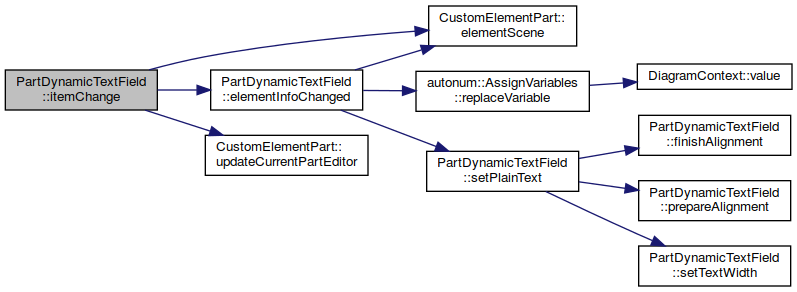 PartDynamicTextField
::itemChange
CustomElementPart::
elementScene
PartDynamicTextField
::elementInfoChanged
CustomElementPart::
updateCurrentPartEditor
autonum::AssignVariables
::replaceVariable
PartDynamicTextField
::setPlainText
DiagramContext::value
PartDynamicTextField
::finishAlignment
PartDynamicTextField
::prepareAlignment
PartDynamicTextField
::setTextWidth